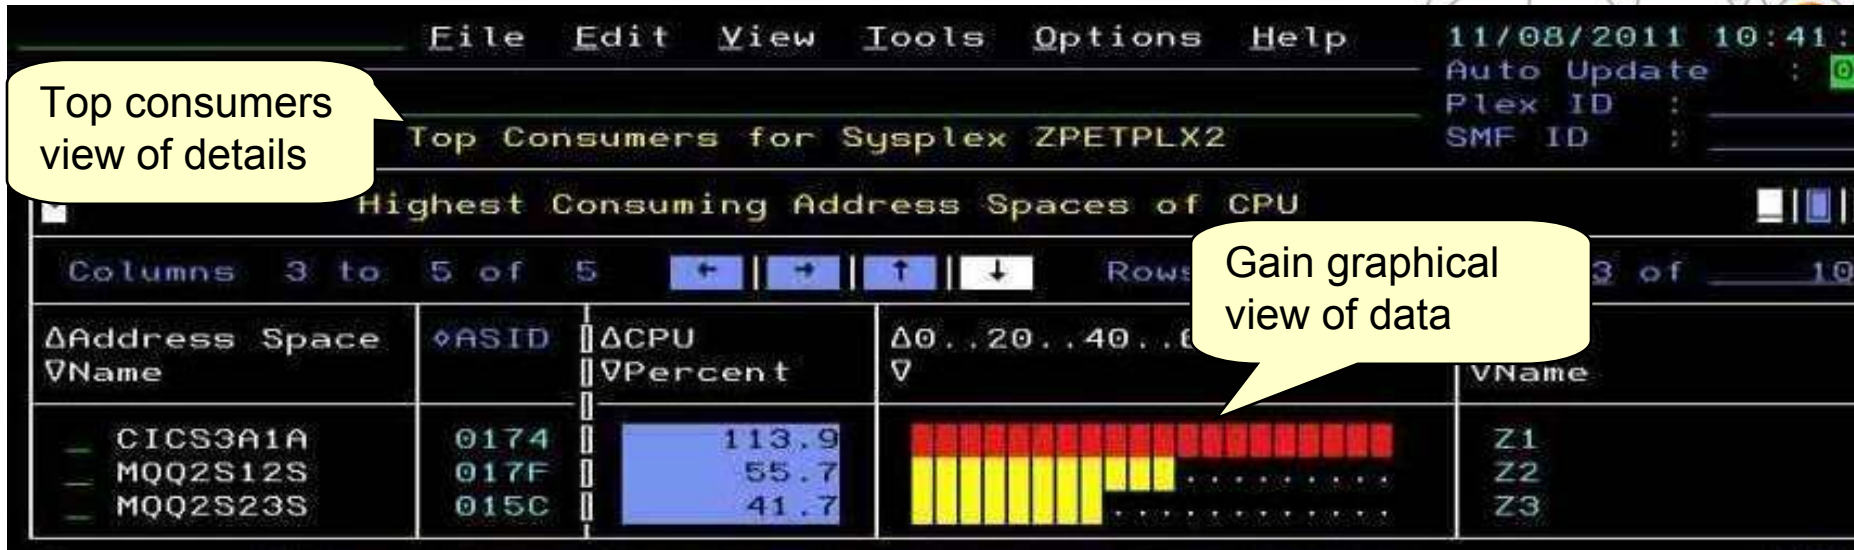 File Edit View Tools Options Help 11/08/2011 10:41:
Auto Update : 0
Plex ID :
SMF ID :
Top consumers
view of details
Top Consumers for Sysplex ZPETPLX2
Highest Consuming Address Spaces of CPU
Columns 3 to 5 of 5 ← | → | ↑ | ↓ Rows 3 of 10
Gain graphical
view of data
ΔAddress Space ◊ASID ΔCPU Δ0..20..40..
∇Name ∇Percent ∇ ∇Name
_ CICS3A1A 0174 113.9 Z1
_ MQQ2S12S 017F 55.7 .......... Z2
_ MQQ2S23S 015C 41.7 ............ Z3